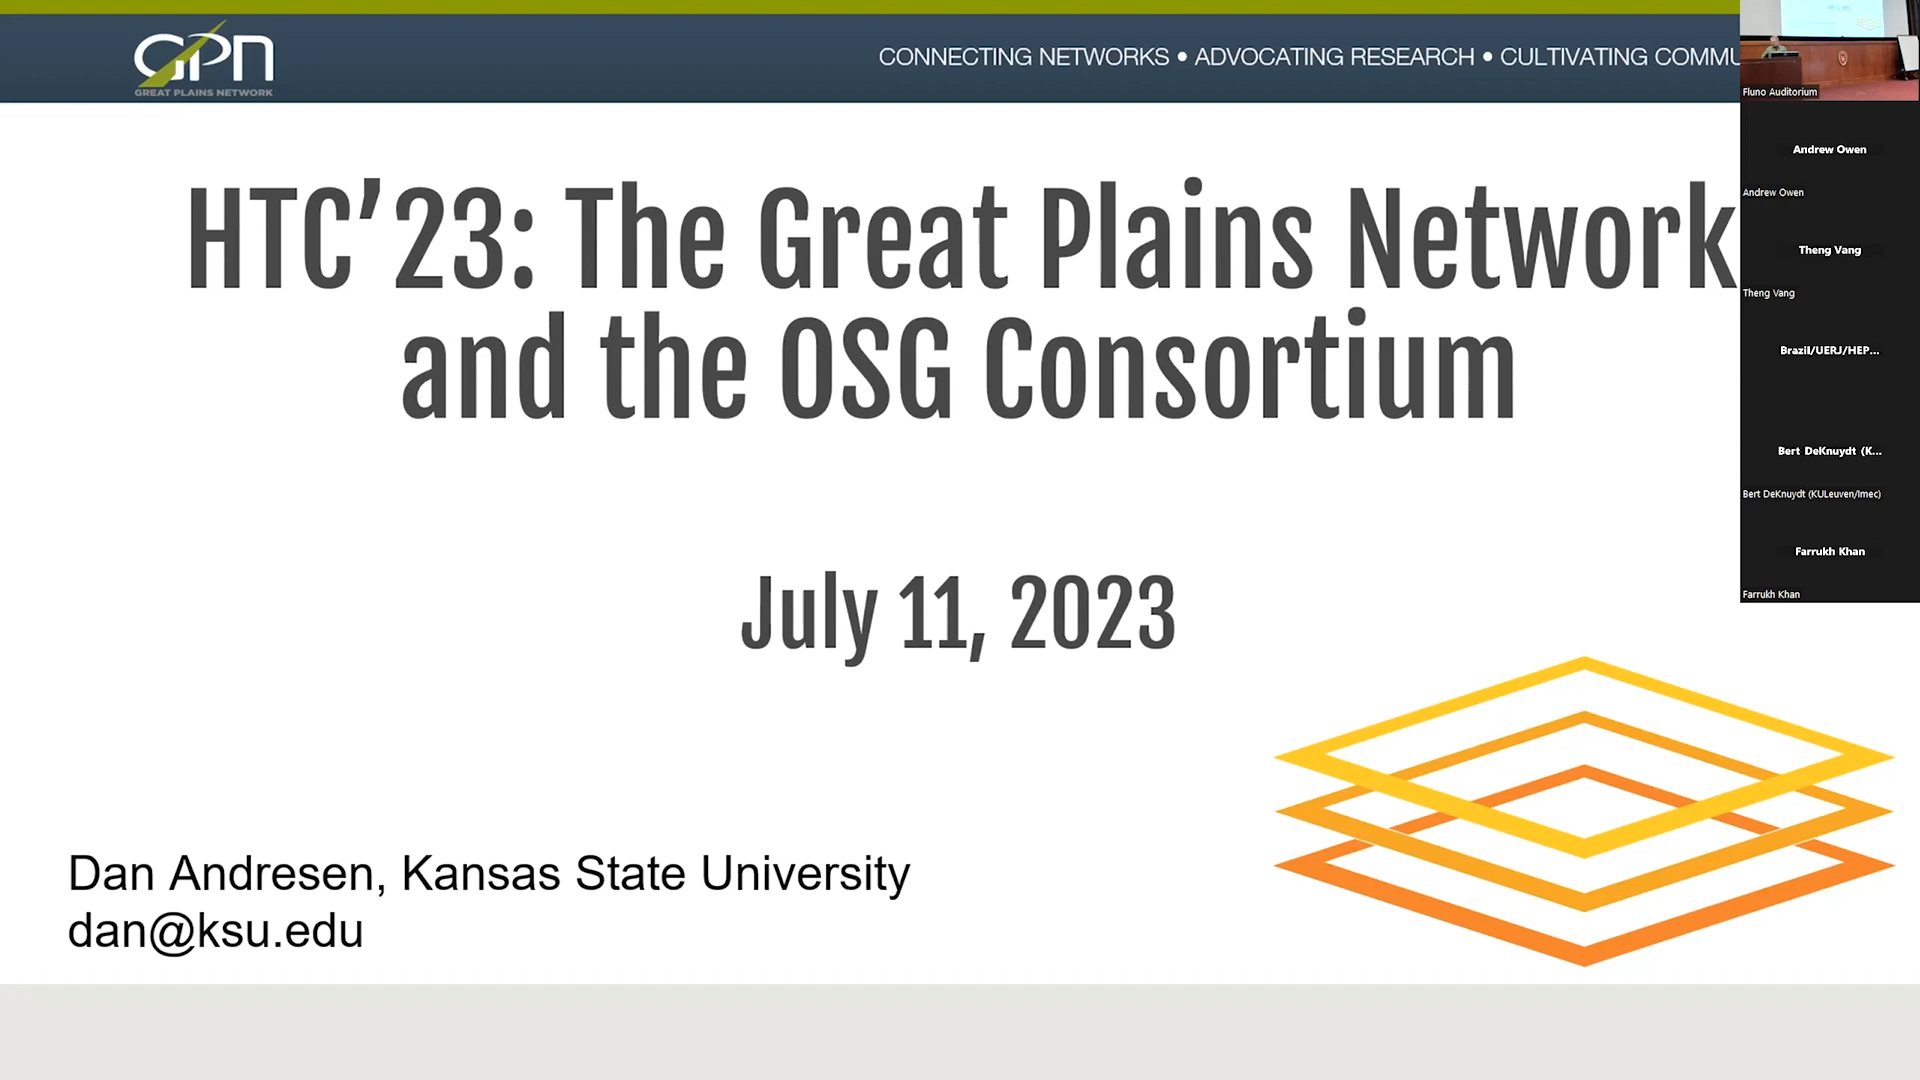 GPN
GREAT PLAINS NETWORK
CONNECTING NETWORKS • ADVOCATING RESEARCH • CULTIVATING COMMU
HTC’23: The Great Plains Network
and the OSG Consortium
July 11, 2023
Dan Andresen, Kansas State University
dan@ksu.edu
Fluno Auditorium
Andrew Owen
Andrew Owen
Theng Vang
Theng Vang
Brazil/UERJ/HEP...
Bert DeKnuydt (K...
Bert DeKnuydt (KULeuven/Imec)
Farrukh Khan
Farrukh Khan